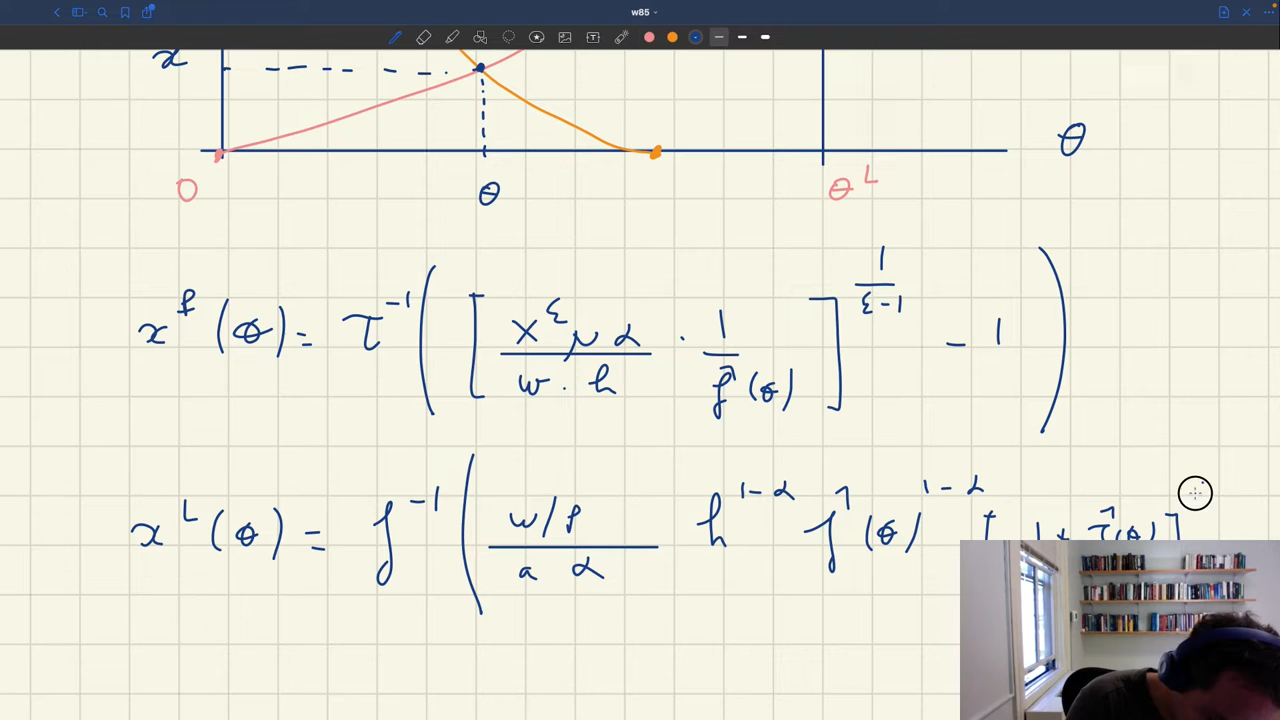 w85
x
θ
0
θ
θ^L
x^f (θ) = τ^{-1} ( [ X^ε μ α / w · h · 1 / f̂ (θ) ]^{1/(ε-1)} - 1 )
x^L (θ) = f^{-1} ( w/p / a α h^{1-α} f̂ (θ)^{1-α} [ 1 + τ̂(θ) ]